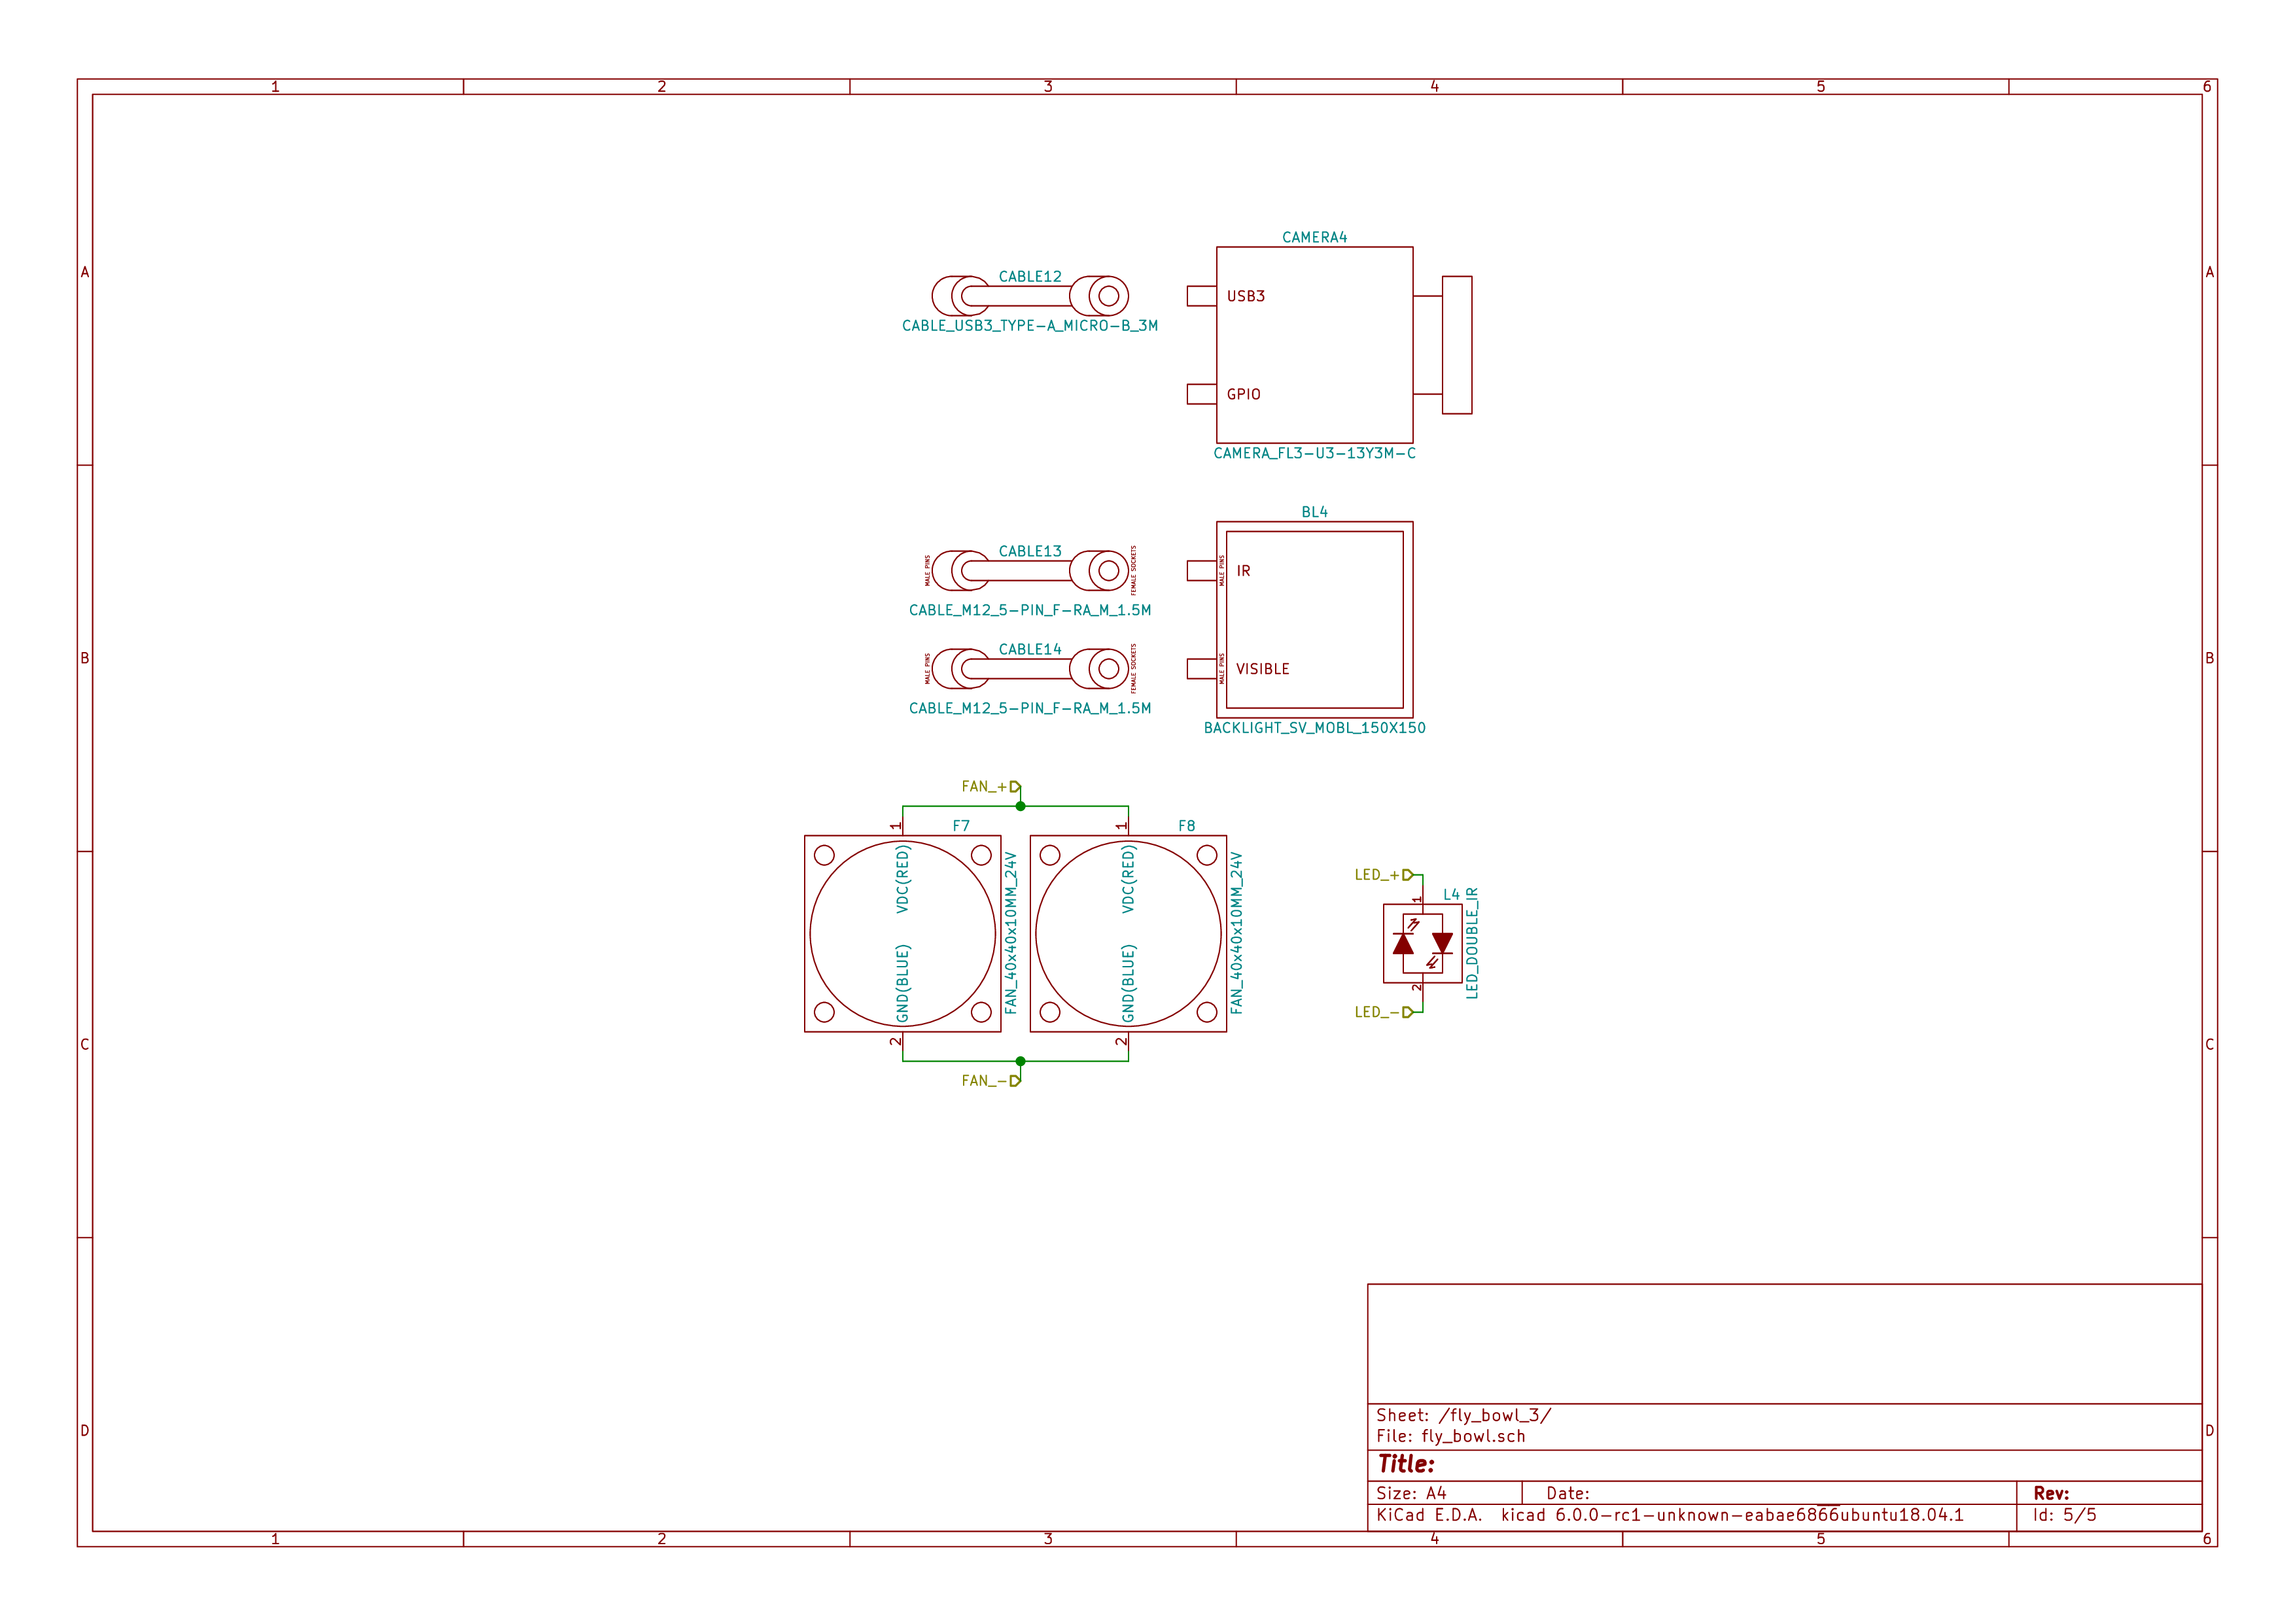 1 2 3 4 5 6
A A
CAMERA4
USB3
GPIO
CAMERA_FL3-U3-13Y3M-C
CABLE12
CABLE_USB3_TYPE-A_MICRO-B_3M
BL4
MALE PINS
IR
MALE PINS
VISIBLE
BACKLIGHT_SV_MOBL_150X150
CABLE13
MALE PINS
FEMALE SOCKETS
CABLE_M12_5-PIN_F-RA_M_1.5M
B B
CABLE14
MALE PINS
FEMALE SOCKETS
CABLE_M12_5-PIN_F-RA_M_1.5M
FAN_+
1
F7
VDC(RED)
GND(BLUE)
FAN_40x40x10MM_24V
2
1
F8
VDC(RED)
GND(BLUE)
FAN_40x40x10MM_24V
2
FAN_-
LED_+
1
L4
LED_DOUBLE_IR
2
LED_-
C C
D D
Sheet: /fly_bowl_3/
File: fly_bowl.sch
Title:
Size: A4 Date: Rev:
KiCad E.D.A. kicad 6.0.0-rc1-unknown-eabae6866ubuntu18.04.1 Id: 5/5
1 2 3 4 5 6